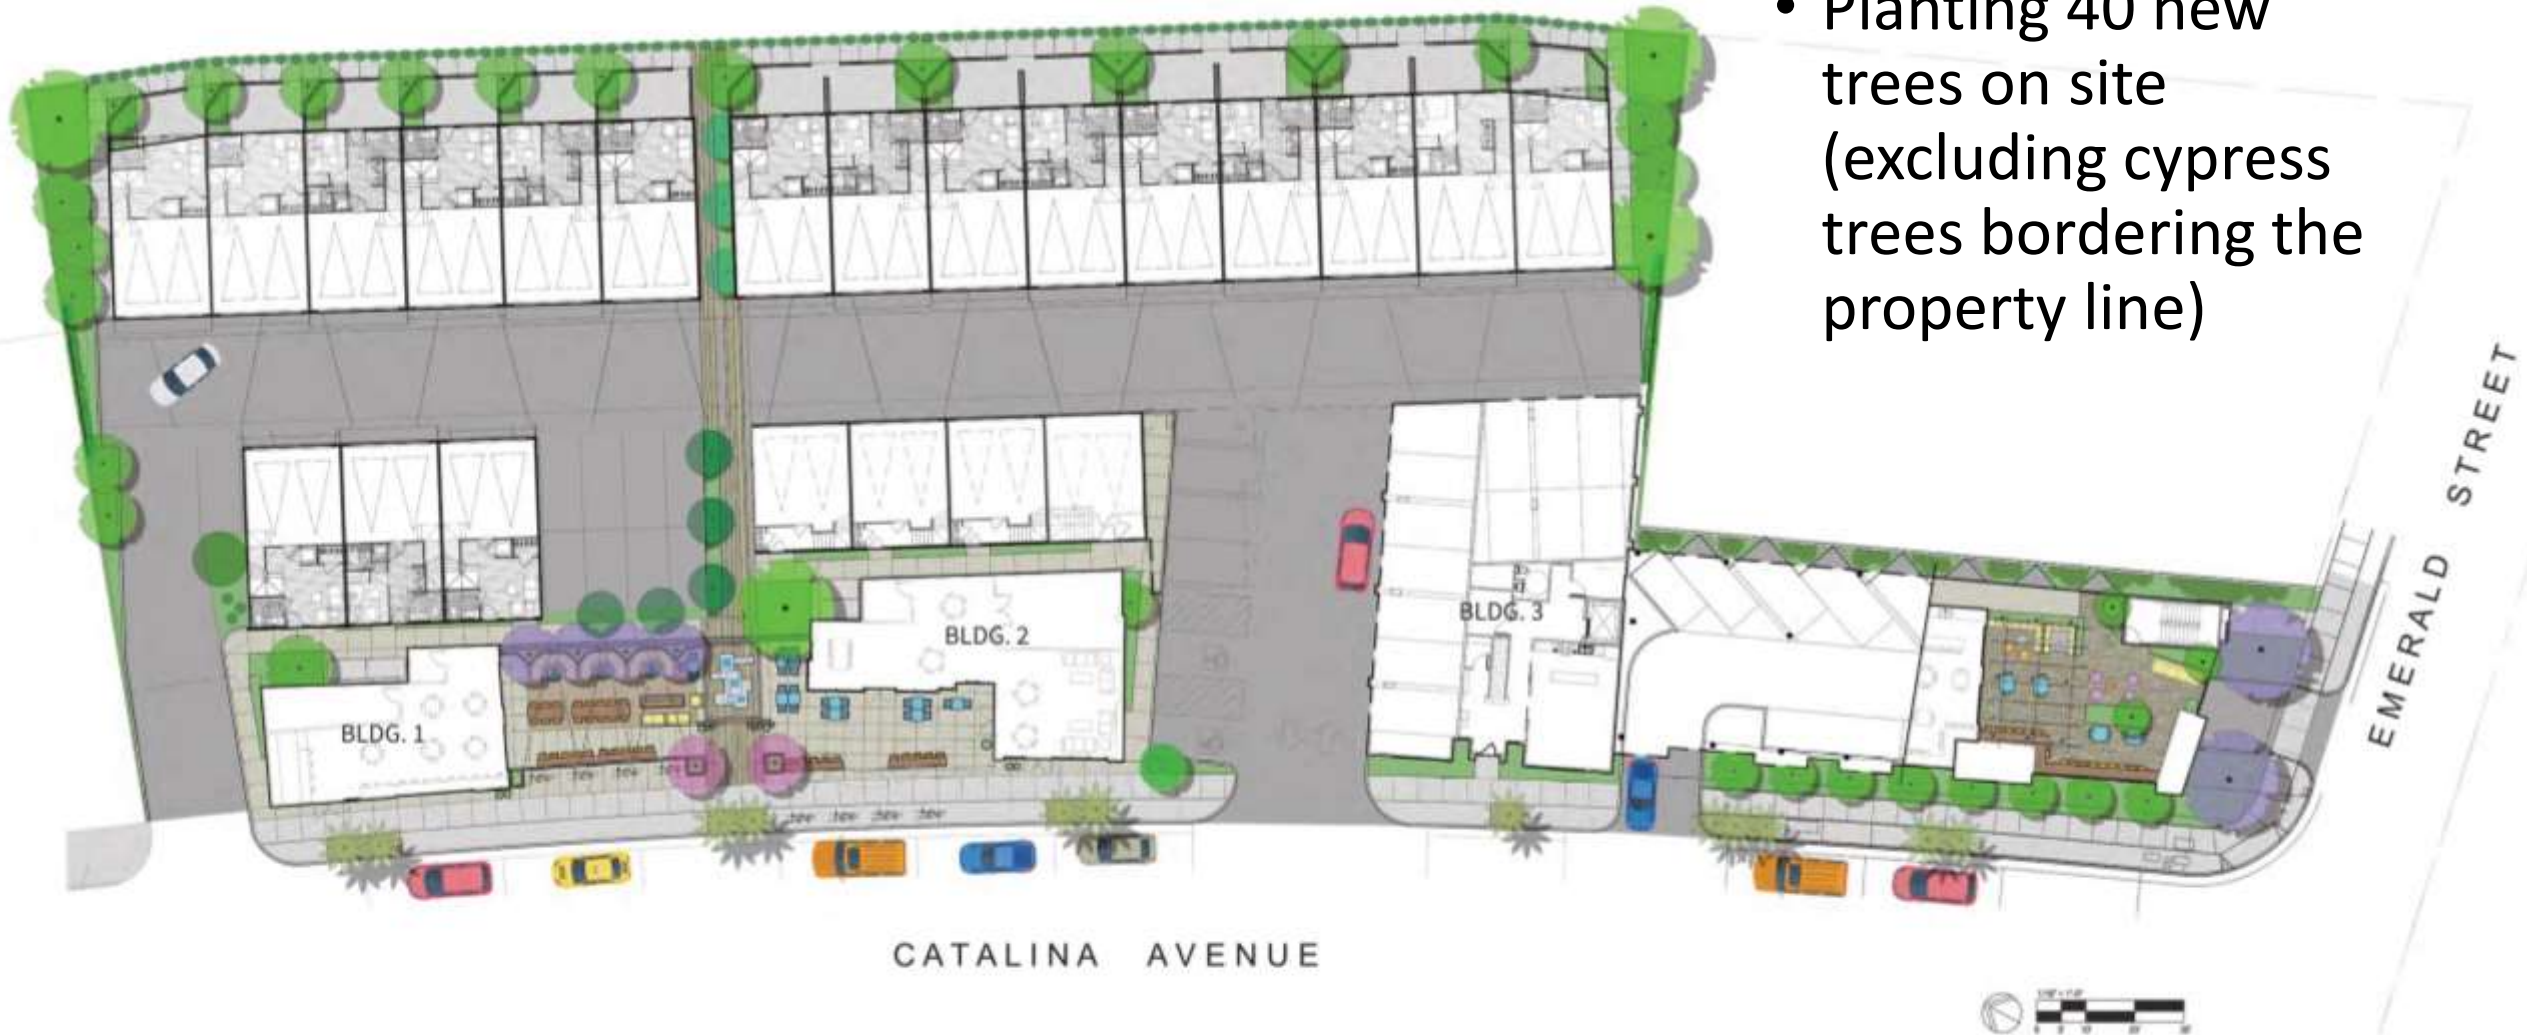 • Planting 40 new
trees on site
(excluding cypress
trees bordering the
property line)
BLDG. 1
BLDG. 2
BLDG. 3
EMERALD STREET
CATALINA AVENUE